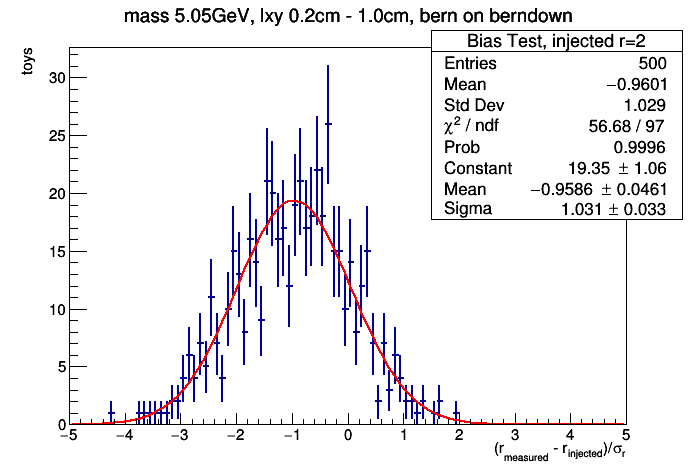 mass 5.05GeV, lxy 0.2cm - 1.0cm, bern on berndown
Bias Test, injected r=2
Entries 500
Mean −0.9601
Std Dev 1.029
χ² / ndf 56.68 / 97
Prob 0.9996
Constant 19.35 ± 1.06
Mean −0.9586 ± 0.0461
Sigma 1.031 ± 0.033
toys
30
25
20
15
10
5
0
−5 −4 −3 −2 −1 0 1 2 3 4 5
(r_measured - r_injected)/σ_r